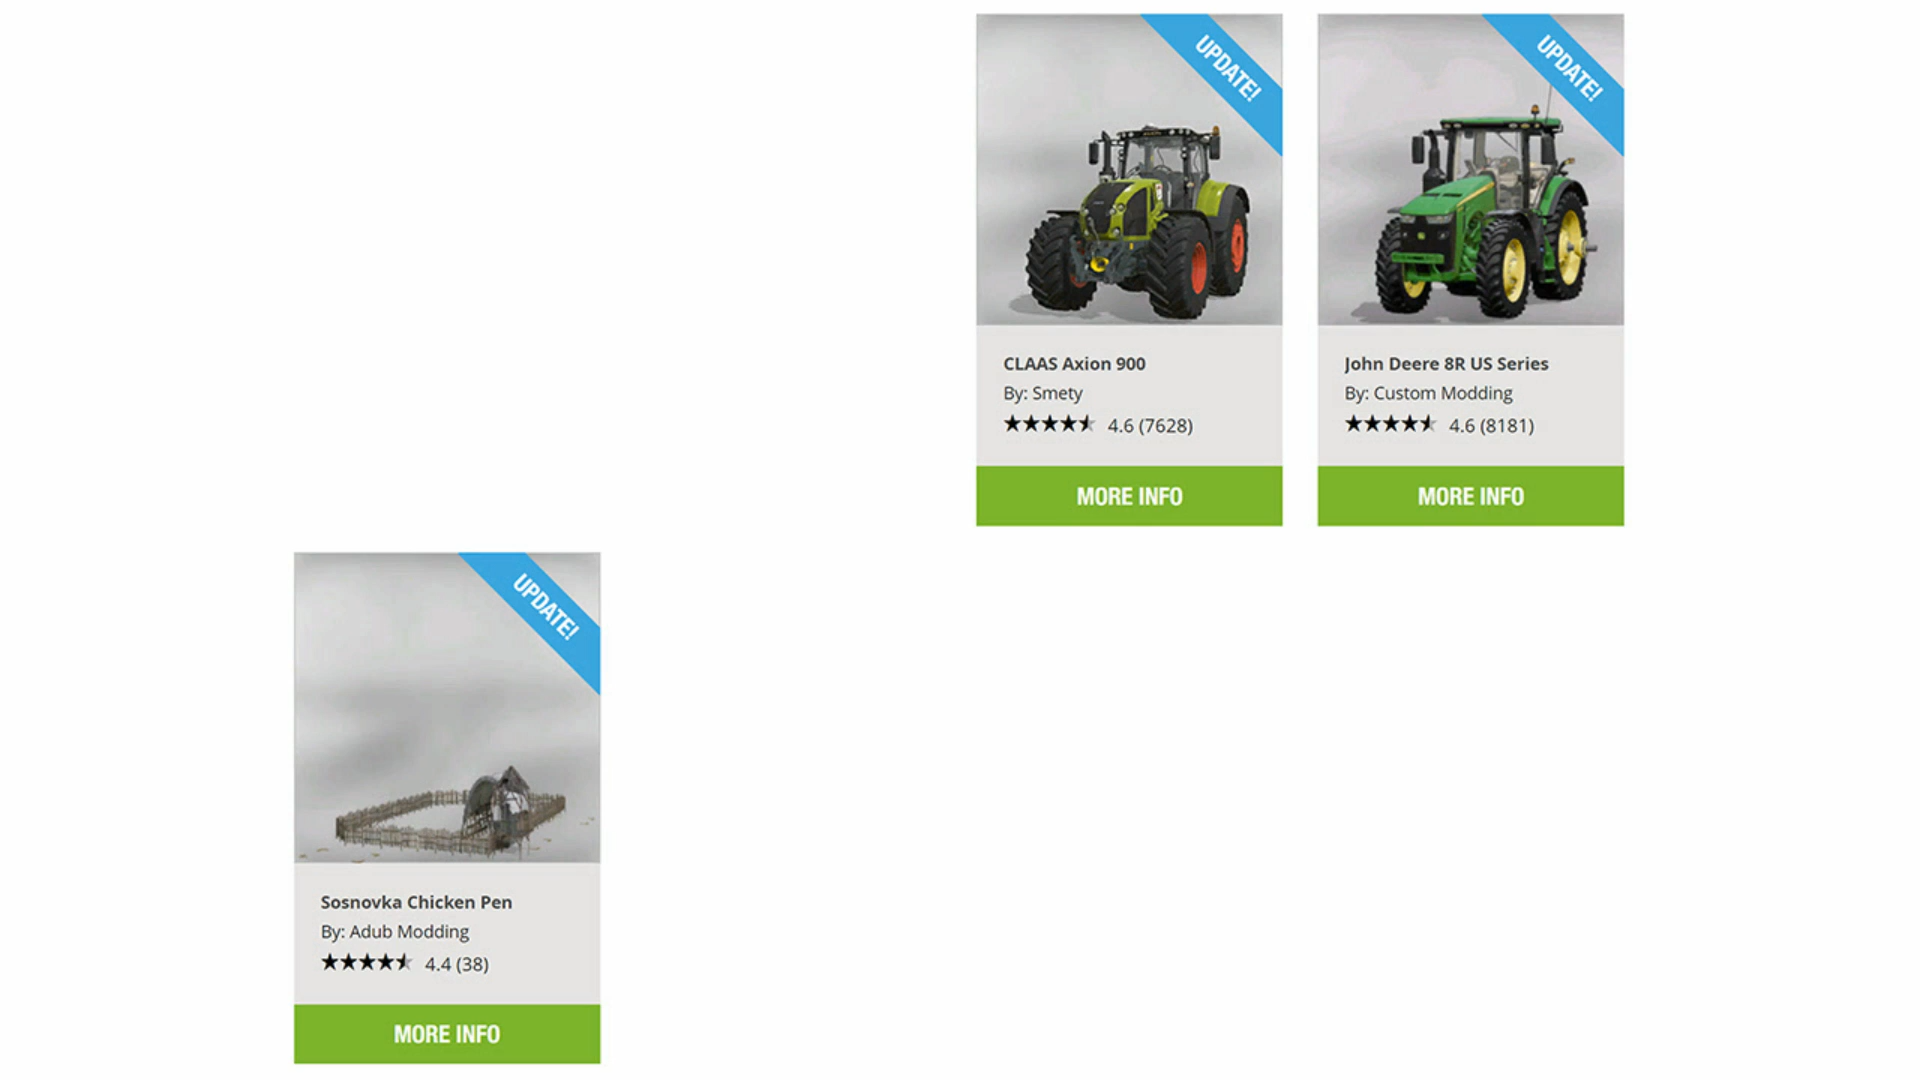 UPDATE!
CLAAS Axion 900
By: Smety
4.6 (7628)
MORE INFO
UPDATE!
John Deere 8R US Series
By: Custom Modding
4.6 (8181)
MORE INFO
UPDATE!
Sosnovka Chicken Pen
By: Adub Modding
4.4 (38)
MORE INFO